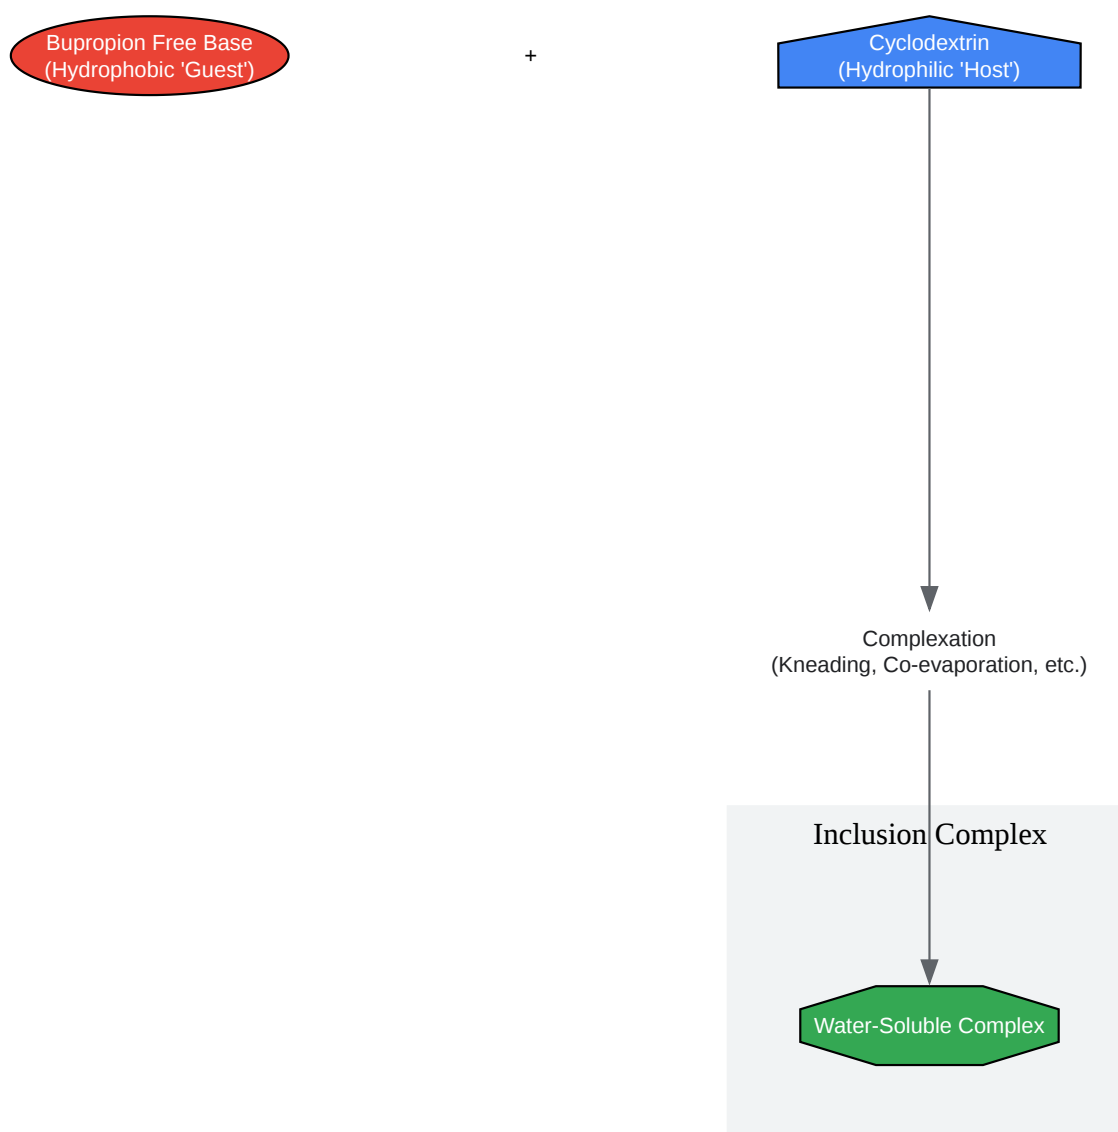 Bupropion Free Base
(Hydrophobic 'Guest')
+
Cyclodextrin
(Hydrophilic 'Host')
Complexation
(Kneading, Co-evaporation, etc.)
Inclusion Complex
Water-Soluble Complex